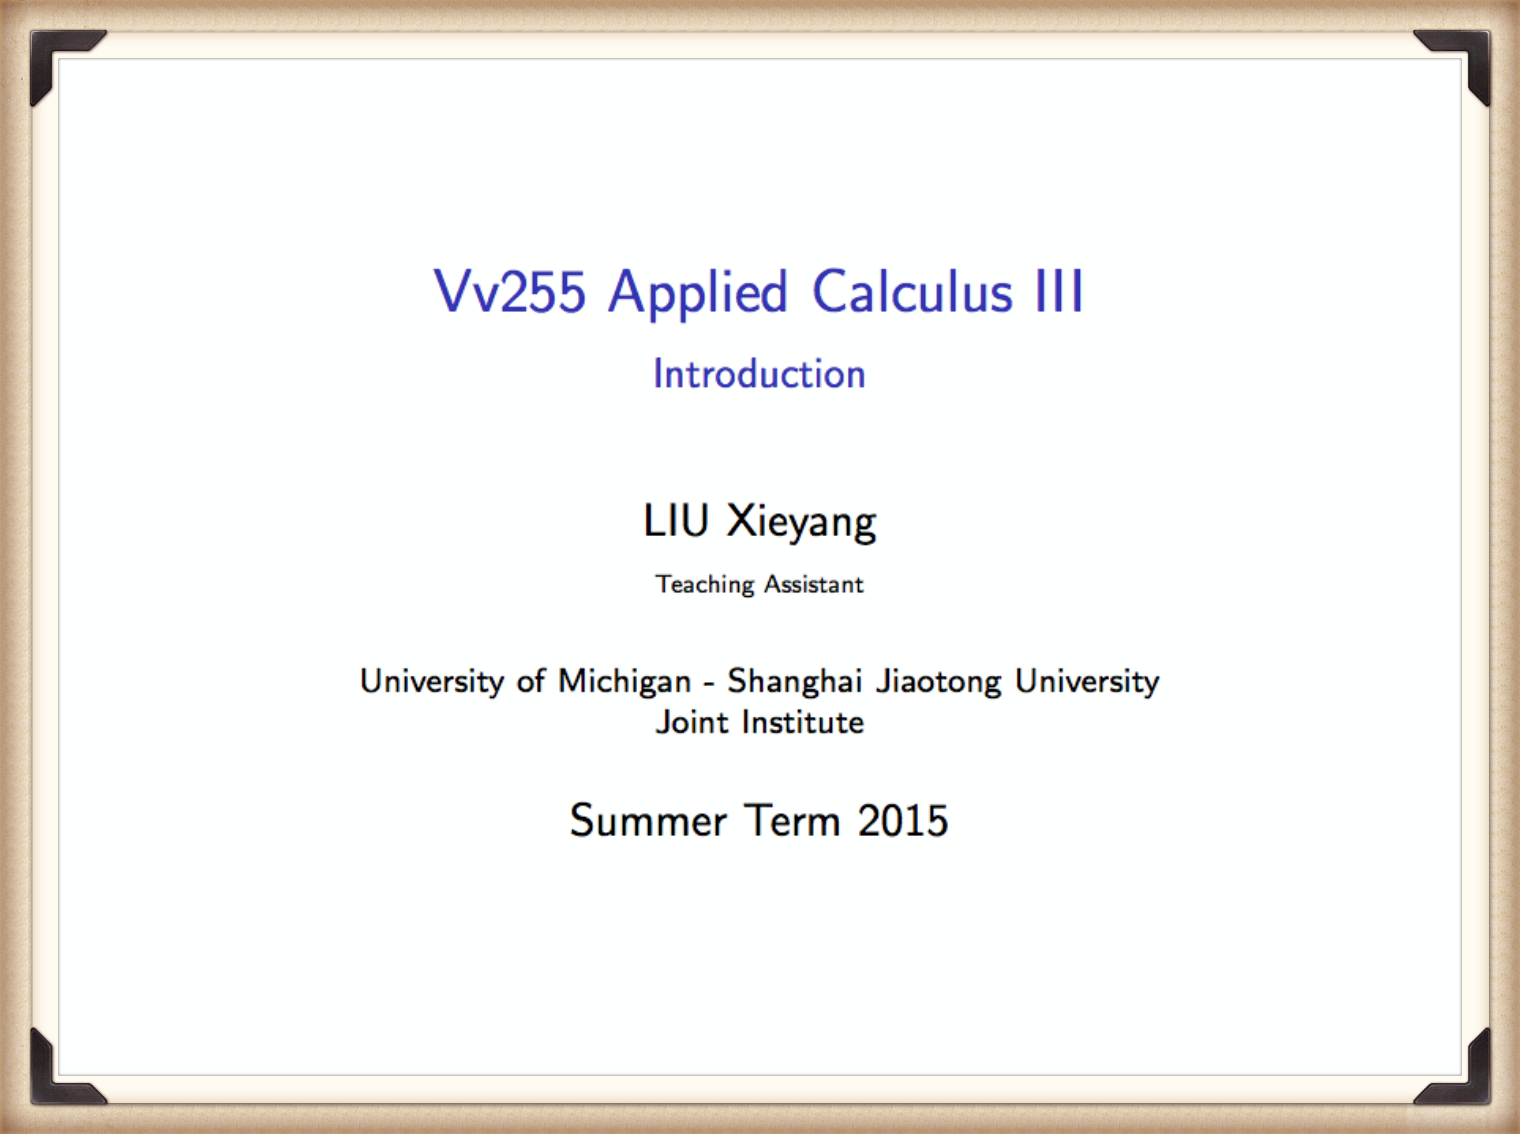 Vv255 Applied Calculus III
Introduction
LIU Xieyang
Teaching Assistant
University of Michigan - Shanghai Jiaotong University
Joint Institute
Summer Term 2015